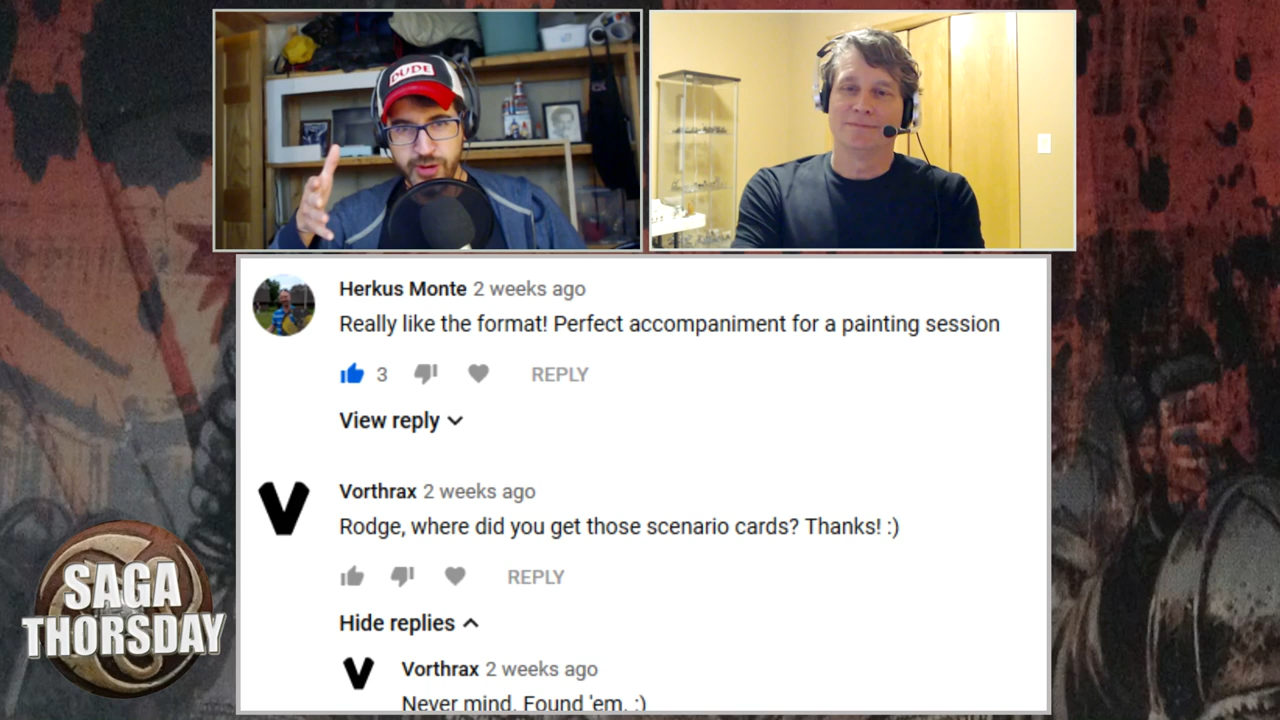 DUDE
Herkus Monte 2 weeks ago
Really like the format! Perfect accompaniment for a painting session
3 REPLY
View reply
Vorthrax 2 weeks ago
Rodge, where did you get those scenario cards? Thanks! :)
REPLY
Hide replies
Vorthrax 2 weeks ago
Never mind. Found 'em. :)
SAGA
THORSDAY